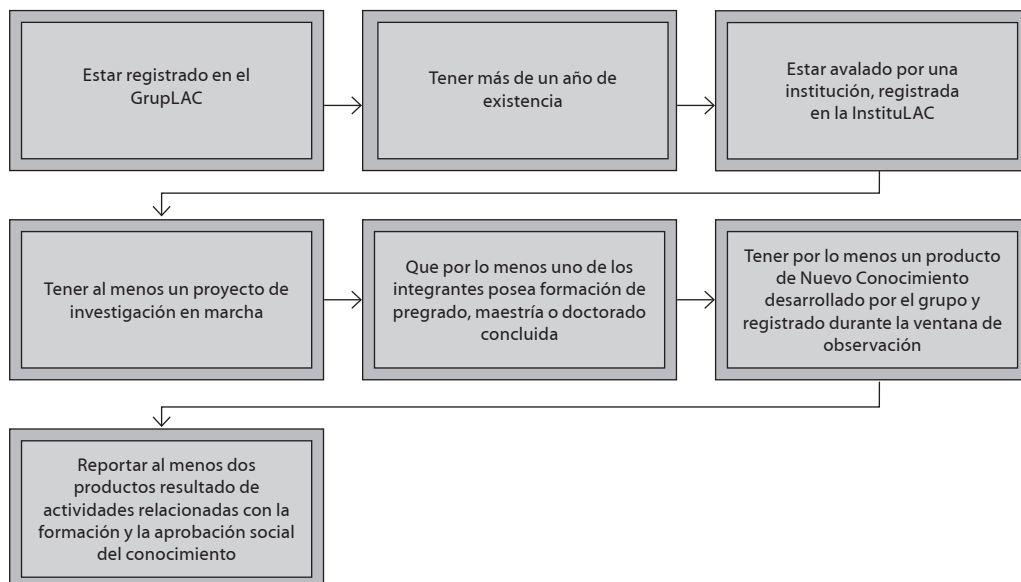 Estar registrado en el
GrupLAC
Tener más de un año de
existencia
Estar avalado por una
institución, registrada
en la InstituLAC
Tener al menos un proyecto de
investigación en marcha
Que por lo menos uno de los
integrantes posea formación de
pregrado, maestría o doctorado
concluida
Tener por lo menos un producto
de Nuevo Conocimiento
desarrollado por el grupo y
registrado durante la ventana de
observación
Reportar al menos dos
productos resultado de
actividades relacionadas con la
formación y la aprobación social
del conocimiento